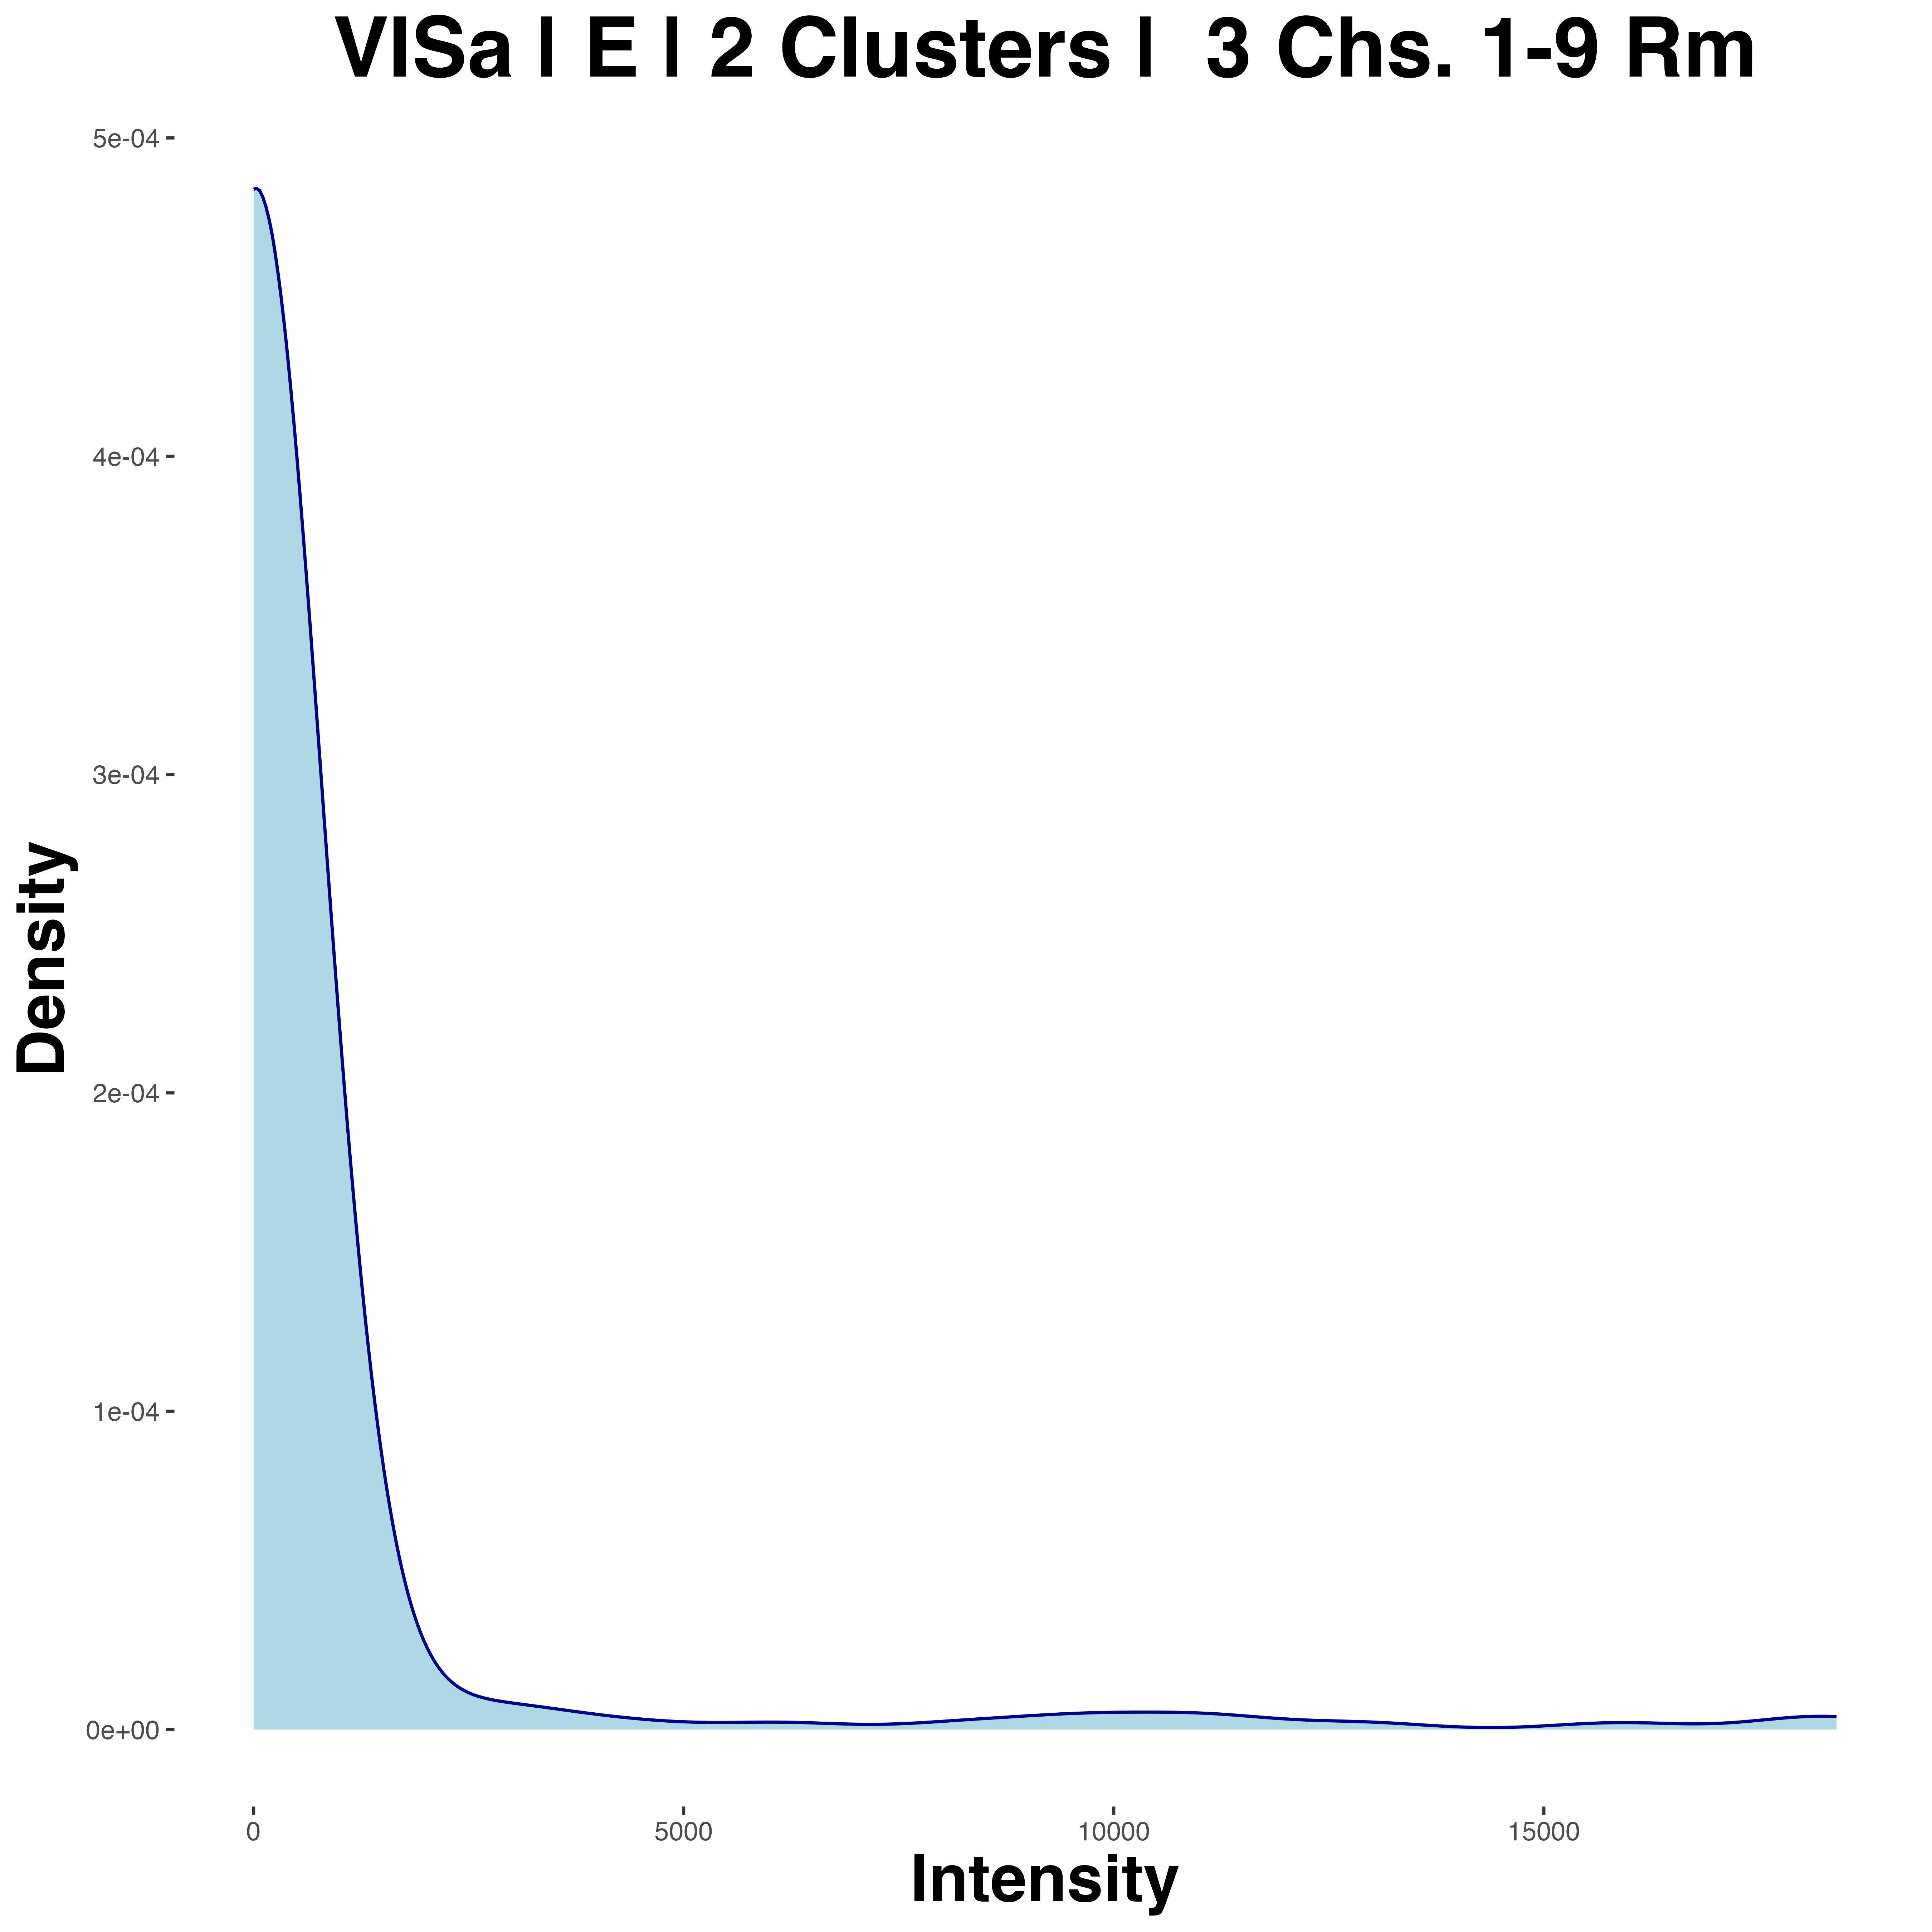 VISa | E | 2 Clusters |  3 Chs. 1-9 Rm
5e-04
4e-04
3e-04
2e-04
1e-04
0e+00
Density
0 5000 10000 15000
Intensity